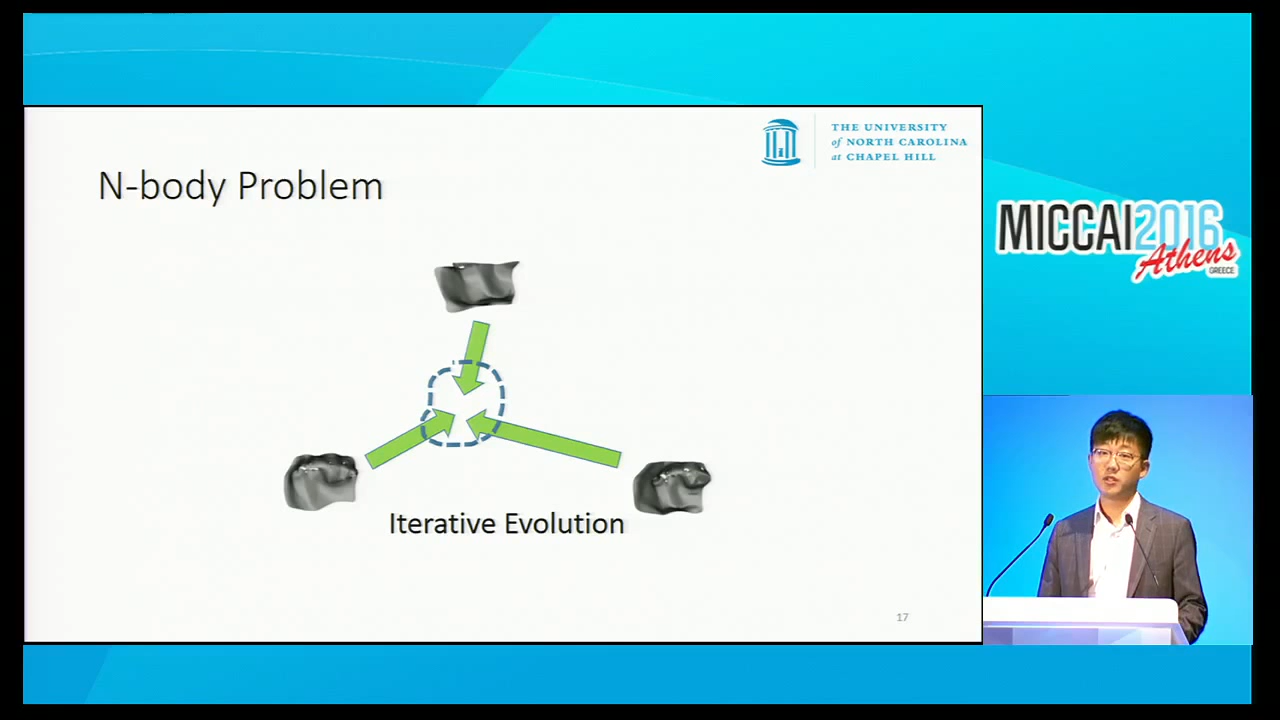 THE UNIVERSITY
of NORTH CAROLINA
at CHAPEL HILL
N-body Problem
MICCAI2016
Athens
GREECE
Iterative Evolution
17